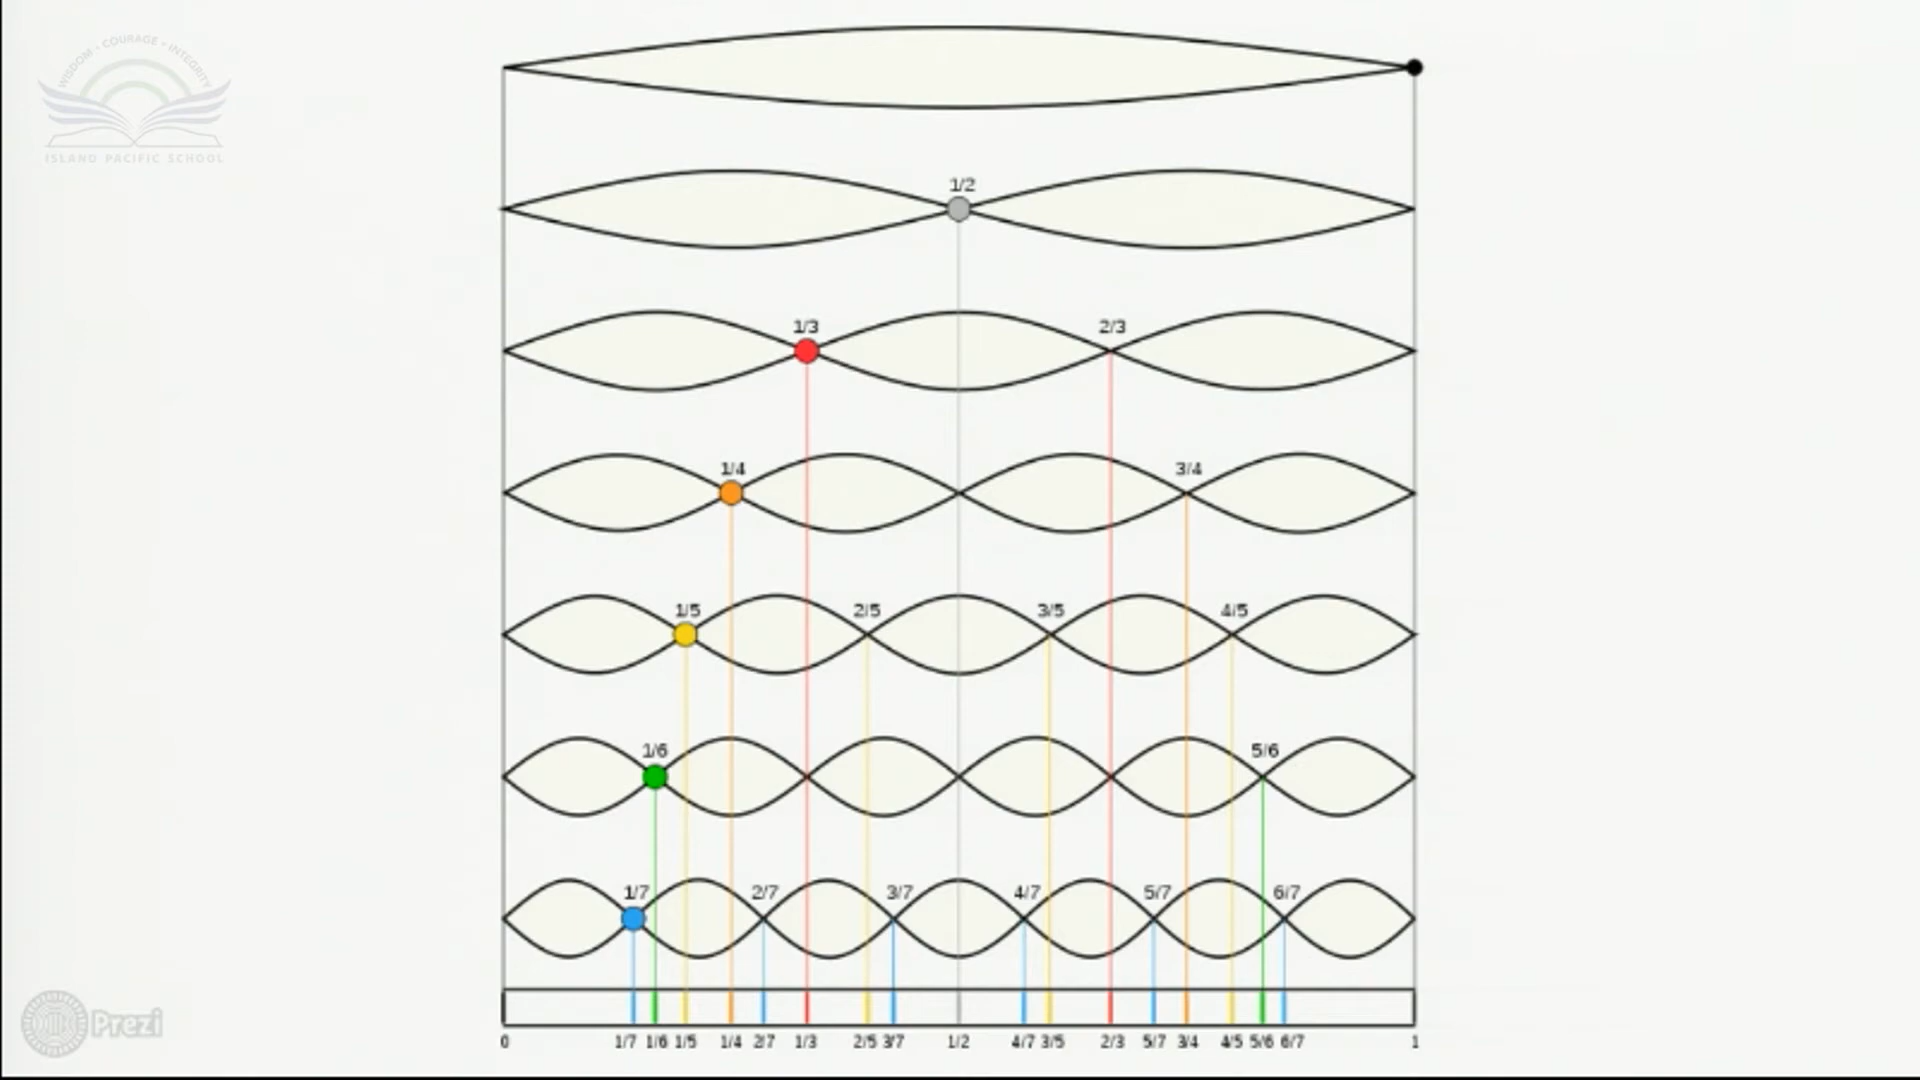 WISDOM • COURAGE • INTEGRITY
ISLAND PACIFIC SCHOOL
1/2
1/3 2/3
1/4 3/4
1/5 2/5 3/5 4/5
1/6 5/6
1/7 2/7 3/7 4/7 5/7 6/7
0 1/7 1/6 1/5 1/4 2/7 1/3 2/5 3/7 1/2 4/7 3/5 2/3 5/7 3/4 4/5 5/6 6/7 1
Prezi